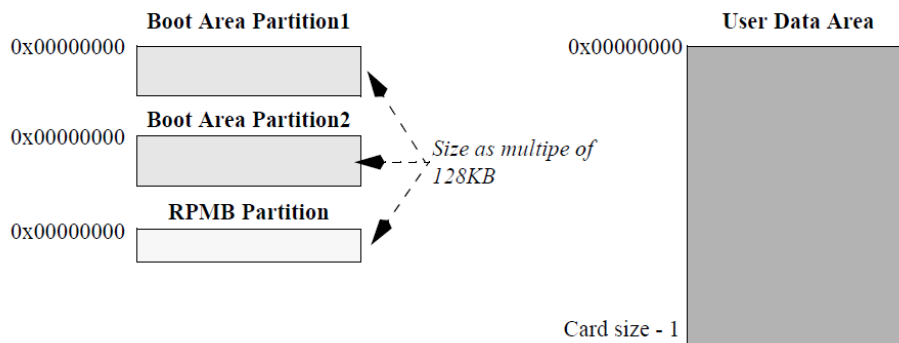 Boot Area Partition1
0x00000000
Boot Area Partition2
0x00000000
RPMB Partition
0x00000000
Size as multipe of
128KB
User Data Area
0x00000000
Card size - 1